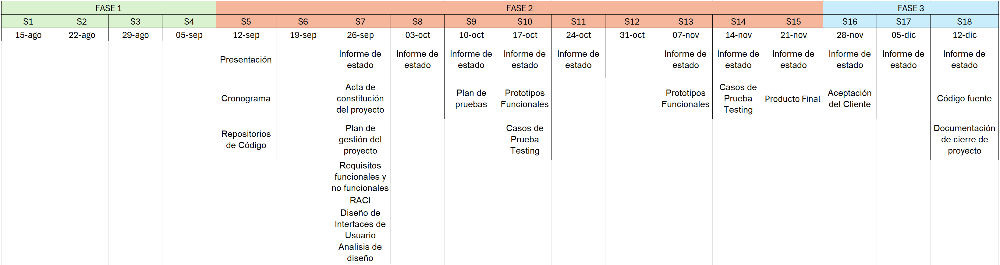 FASE 1 FASE 2 FASE 3
S1 S2 S3 S4 S5 S6 S7 S8 S9 S10 S11 S12 S13 S14 S15 S16 S17 S18
15-ago 22-ago 29-ago 05-sep 12-sep 19-sep 26-sep 03-oct 10-oct 17-oct 24-oct 31-oct 07-nov 14-nov 21-nov 28-nov 05-dic 12-dic
Presentación
Informe de
estado
Informe de
estado
Informe de
estado
Informe de
estado
Informe de
estado
Informe de
estado
Informe de
estado
Informe de
estado
Informe de
estado
Informe de
estado
Informe de
estado
Cronograma
Acta de
constitución
del proyecto
Plan de
pruebas
Prototipos
Funcionales
Prototipos
Funcionales
Casos de
Prueba
Testing
Producto Final
Aceptación
del Cliente
Código fuente
Repositorios
de Código
Plan de
gestión del
proyecto
Casos de
Prueba
Testing
Documentación
de cierre de
proyecto
Requisitos
funcionales y
no funcionales
RACI
Diseño de
Interfaces de
Usuario
Analisis de
diseño